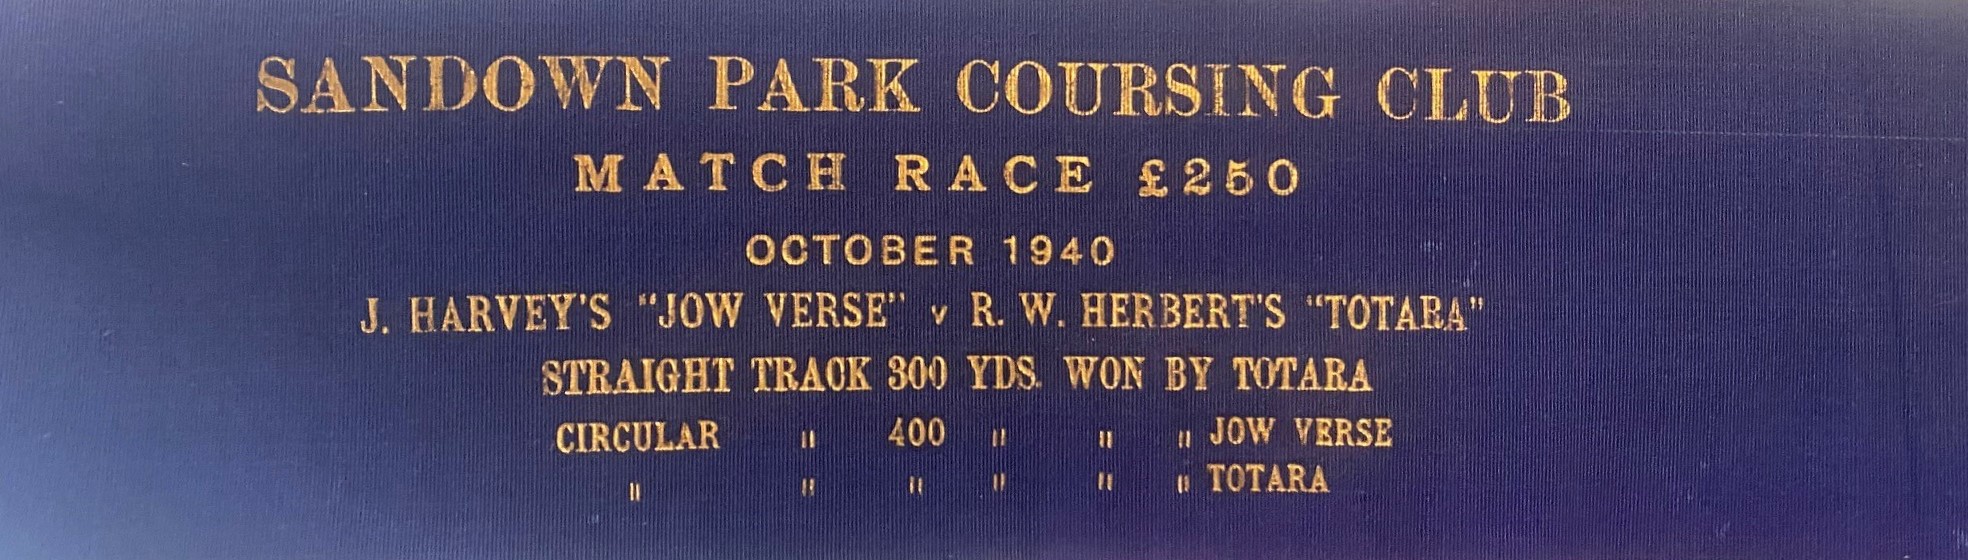 SANDOWN PARK COURSING CLUB
MATCH RACE £250
OCTOBER 1940
J. HARVEY'S "JOW VERSE" v R. W. HERBERT'S "TOTARA"
STRAIGHT TRACK 300 YDS. WON BY TOTARA
CIRCULAR " 400 " " " JOW VERSE
" " " " " " TOTARA